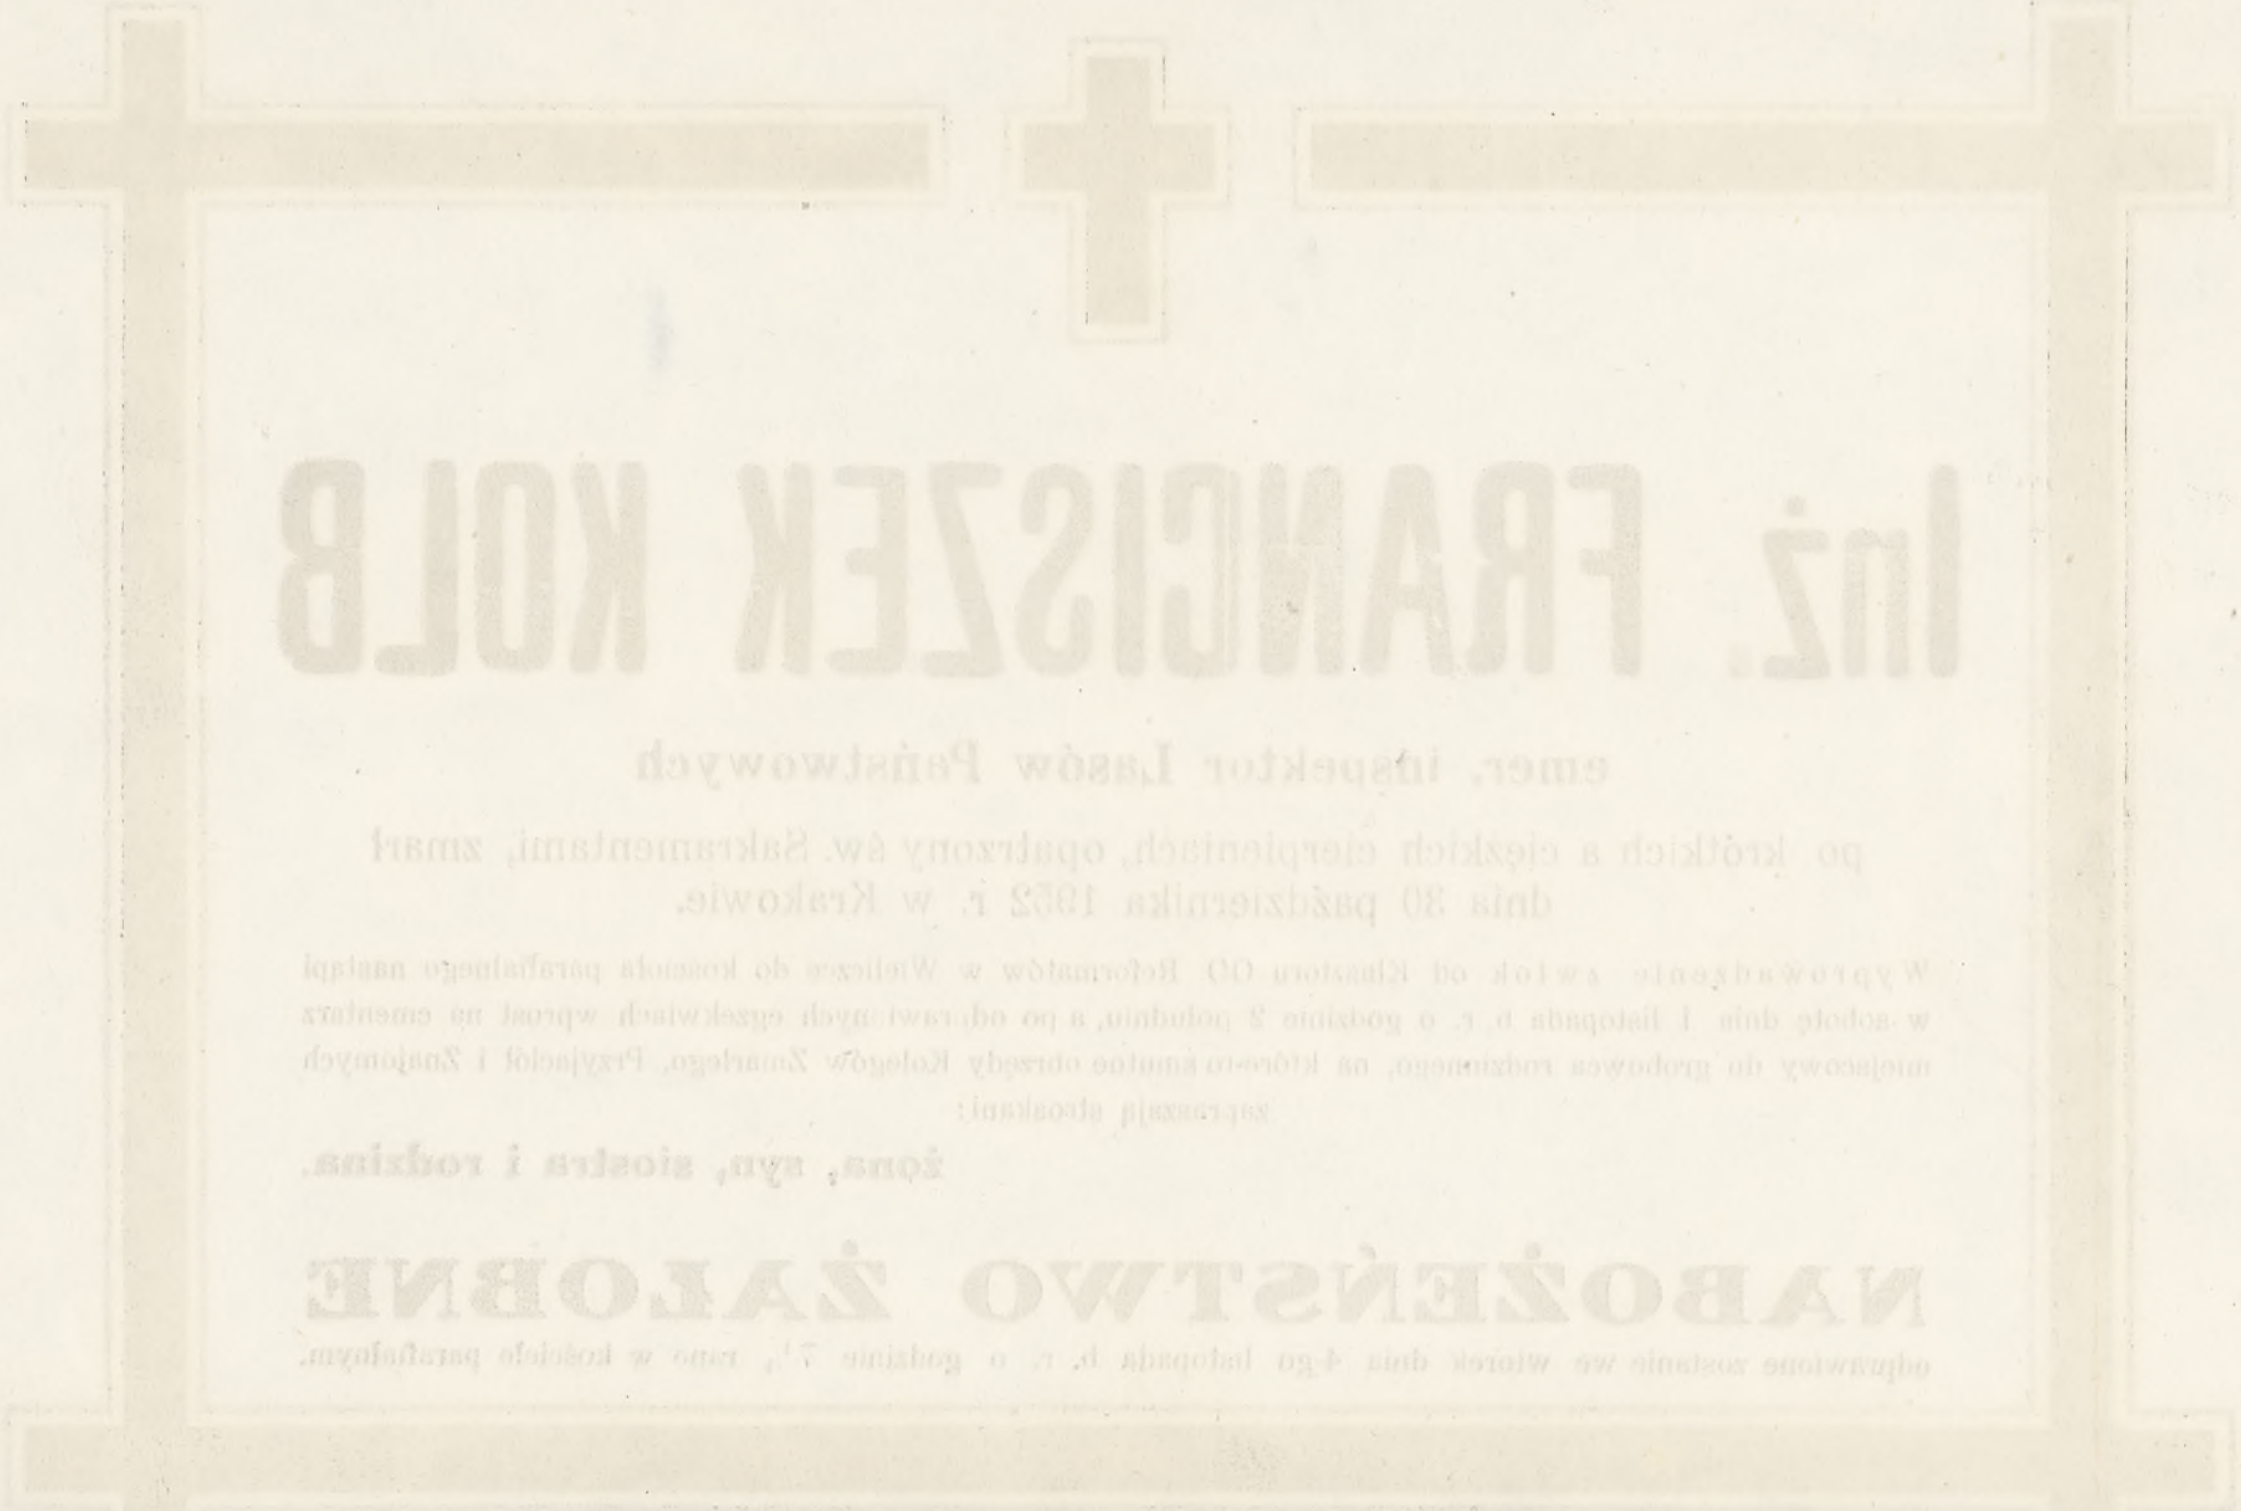 Inż. FRANCISZEK KOLB
emer. inspektor Lasów Państwowych
po krótkich a ciężkich cierpieniach, opatrzony św. Sakramentami, zmarł
dnia 30 października 1952 r. w Krakowie.
Wyprowadzenie zwłok od Klasztoru OO Reformatów w Wieliczce do kościoła parafialnego nastąpi
w sobotę dnia 1 listopada b. r. o godzinie 2 południu, a po odprawionych egzekwiach wprost na cmentarz
miejscowy do grobowca rodzinnego, na które-to smutne obrzędy Kolegów Zmarłego, Przyjaciół i Znajomych
zapraszają stroskani:
żona, syn, siostra i rodzina.
NABOŻEŃSTWO ŻAŁOBNE
odprawione zostanie we wtorek dnia 4-go listopada b. r. o godzinie rano w kościele parafialnym.